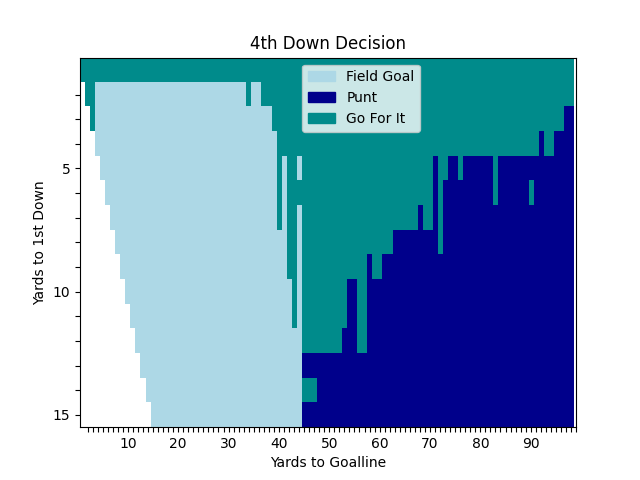 4th Down Decision
Field Goal
Punt
Go For It
Yards to 1st Down
5
10
15
10 20 30 40 50 60 70 80 90
Yards to Goalline